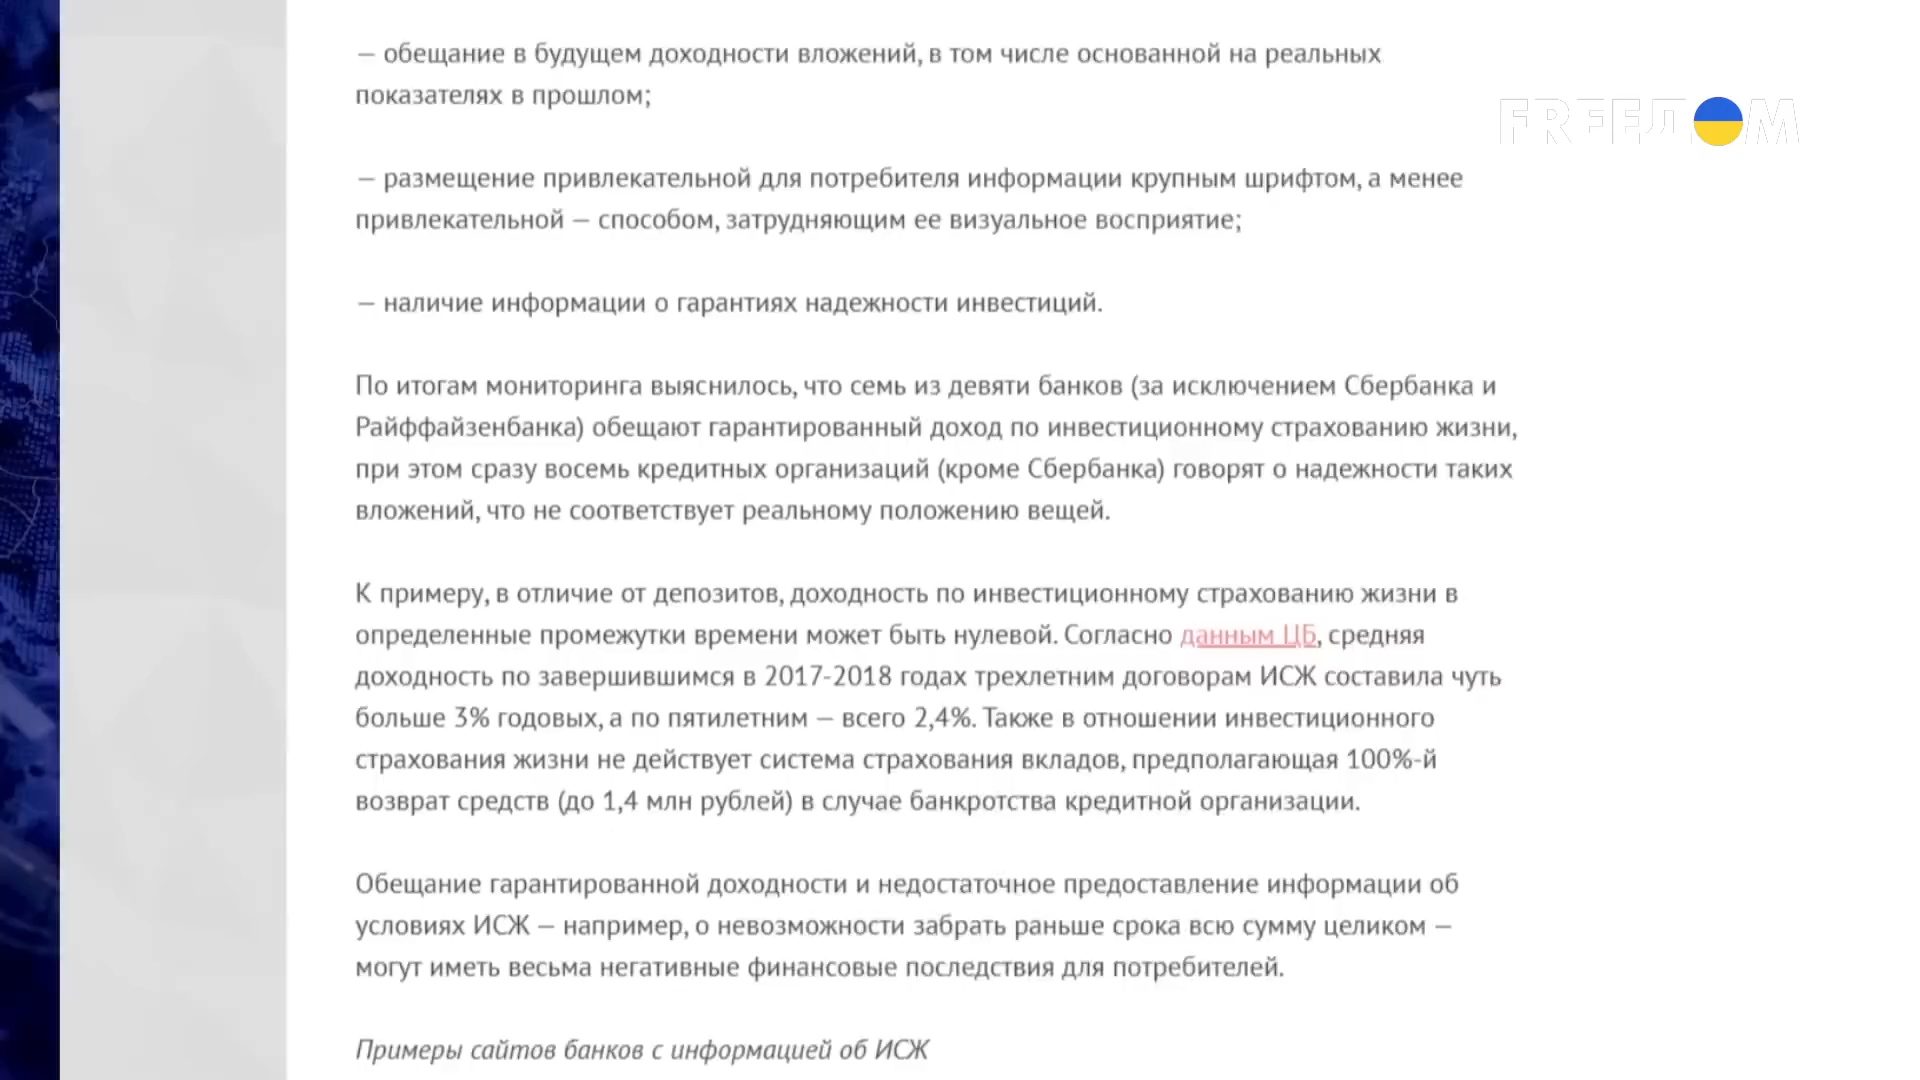 — обещание в будущем доходности вложений, в том числе основанной на реальных
показателях в прошлом;
FREEДОМ
— размещение привлекательной для потребителя информации крупным шрифтом, а менее
привлекательной — способом, затрудняющим ее визуальное восприятие;
— наличие информации о гарантиях надежности инвестиций.
По итогам мониторинга выяснилось, что семь из девяти банков (за исключением Сбербанка и
Райффайзенбанка) обещают гарантированный доход по инвестиционному страхованию жизни,
при этом сразу восемь кредитных организаций (кроме Сбербанка) говорят о надежности таких
вложений, что не соответствует реальному положению вещей.
К примеру, в отличие от депозитов, доходность по инвестиционному страхованию жизни в
определенные промежутки времени может быть нулевой. Согласно данным ЦБ, средняя
доходность по завершившимся в 2017-2018 годах трехлетним договорам ИСЖ составила чуть
больше 3% годовых, а по пятилетним — всего 2,4%. Также в отношении инвестиционного
страхования жизни не действует система страхования вкладов, предполагающая 100%-й
возврат средств (до 1,4 млн рублей) в случае банкротства кредитной организации.
Обещание гарантированной доходности и недостаточное предоставление информации об
условиях ИСЖ — например, о невозможности забрать раньше срока всю сумму целиком —
могут иметь весьма негативные финансовые последствия для потребителей.
Примеры сайтов банков с информацией об ИСЖ